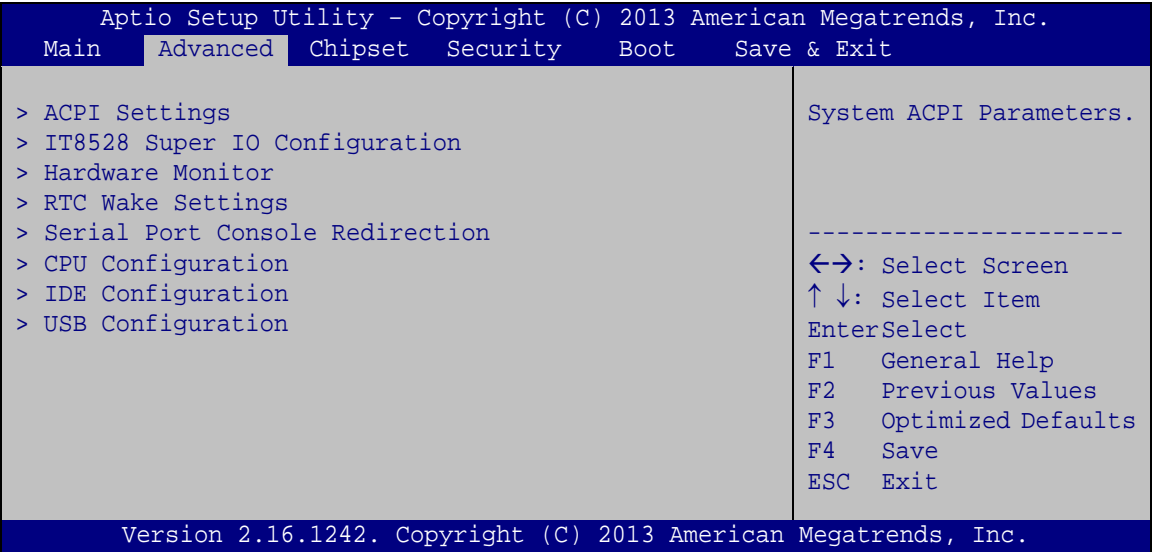 Aptio Setup Utility – Copyright (C) 2013 American Megatrends, Inc.
Main Advanced Chipset Security Boot Save & Exit
> ACPI Settings
> IT8528 Super IO Configuration
> Hardware Monitor
> RTC Wake Settings
> Serial Port Console Redirection
> CPU Configuration
> IDE Configuration
> USB Configuration
System ACPI Parameters.
----------------------
←→: Select Screen
↑ ↓: Select Item
EnterSelect
F1 General Help
F2 Previous Values
F3 Optimized Defaults
F4 Save
ESC Exit
Version 2.16.1242. Copyright (C) 2013 American Megatrends, Inc.